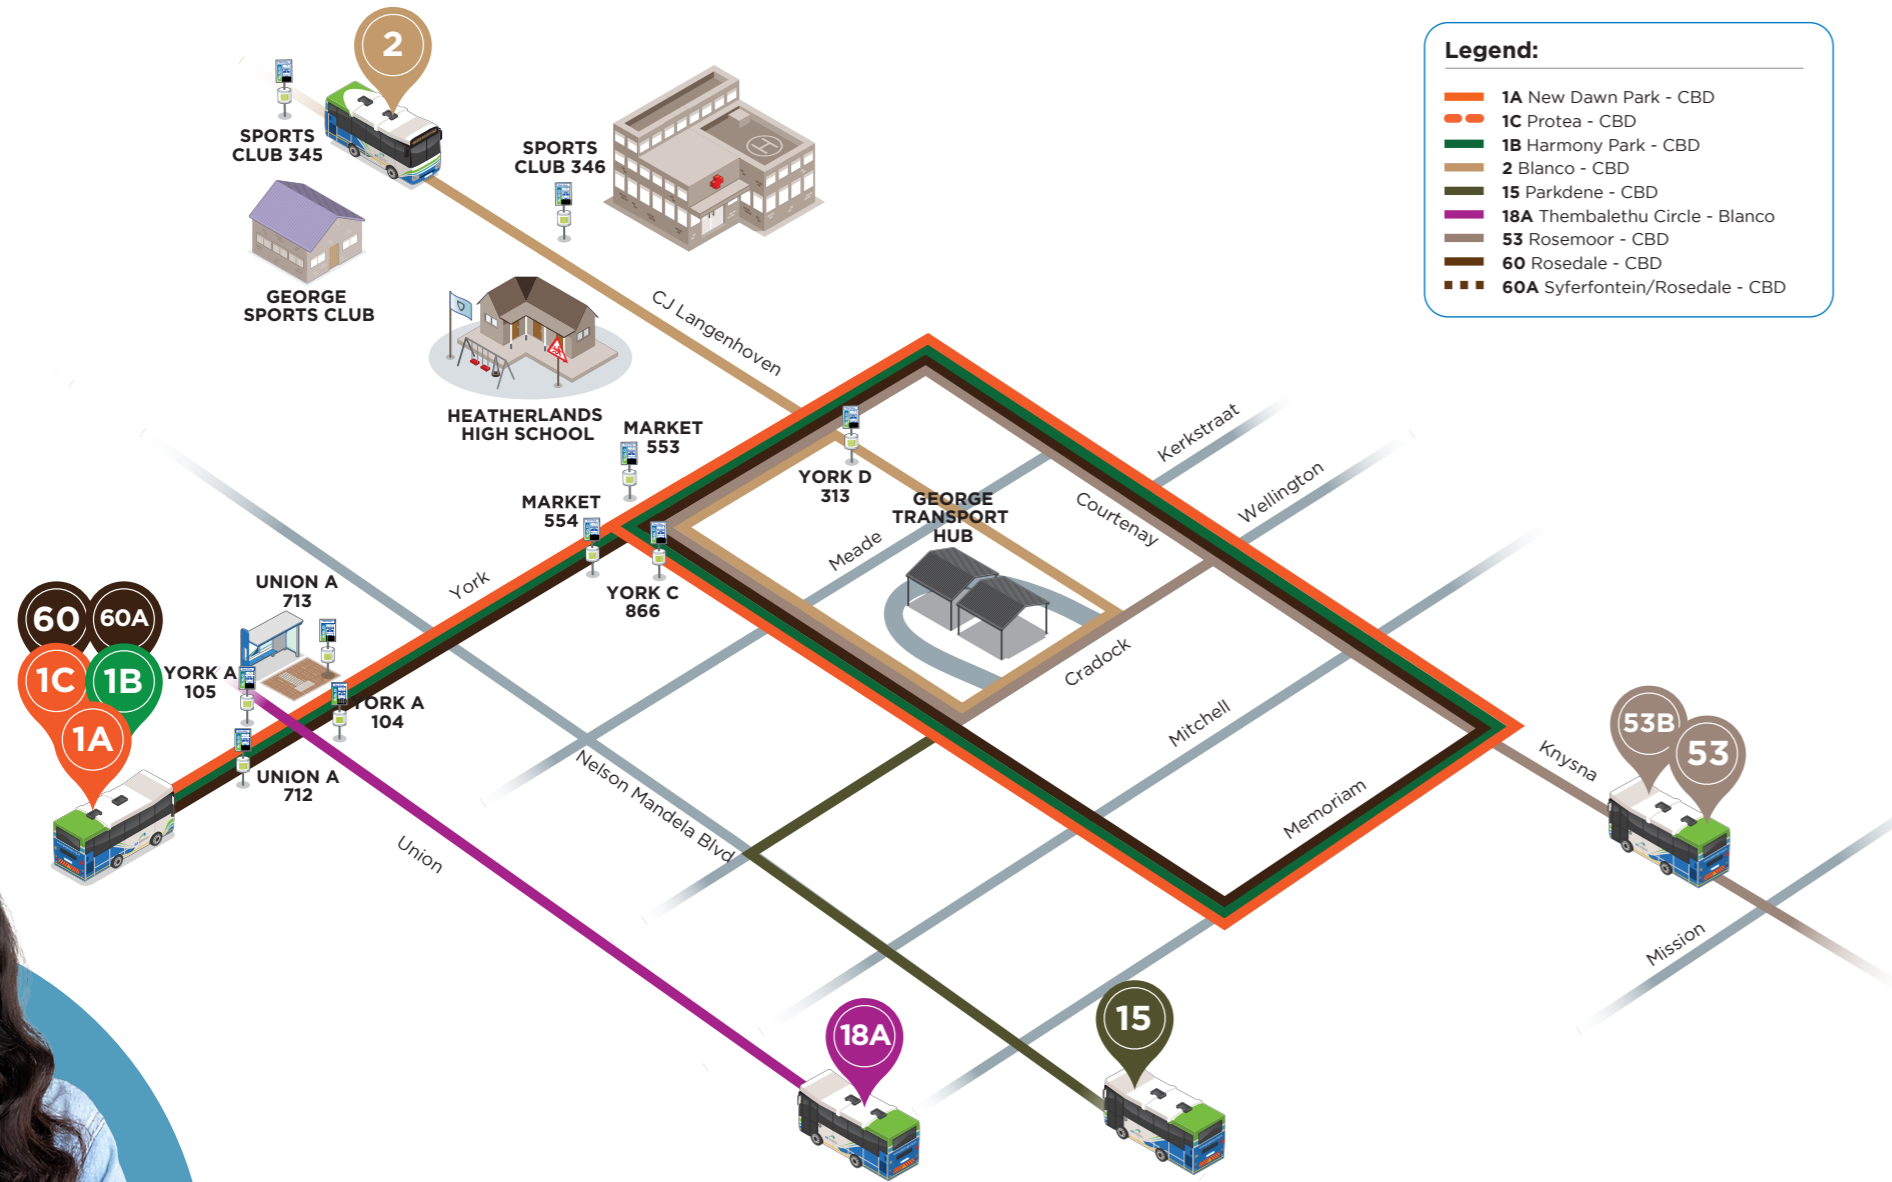 2
SPORTS
CLUB 345
SPORTS
CLUB 346
GEORGE
SPORTS CLUB
HEATHERLANDS
HIGH SCHOOL
CJ Langenhoven
Legend:
1A New Dawn Park - CBD
1C Protea - CBD
1B Harmony Park - CBD
2 Blanco - CBD
15 Parkdene - CBD
18A Thembalethu Circle - Blanco
53 Rosemoor - CBD
60 Rosedale - CBD
60A Syferfontein/Rosedale - CBD
MARKET
553
MARKET
554
YORK D
313
GEORGE
TRANSPORT
HUB
Kerkstraat
Wellington
Courtenay
Meade
York
YORK C
866
UNION A
713
60
60A
1C
1B
1A
YORK A
105
YORK A
104
UNION A
712
Cradock
Mitchell
Memoriam
Knysna
Mission
Nelson Mandela Blvd
Union
53B
53
18A
15
H